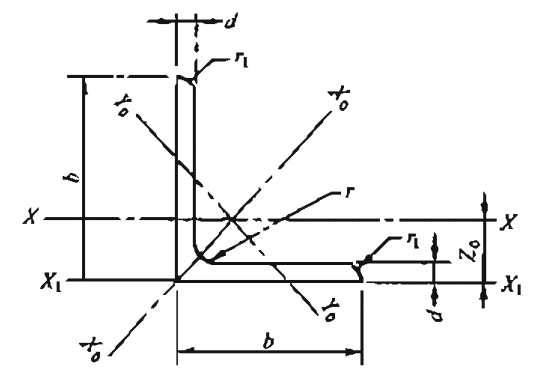 d
r₁
Y₀
X₀
b
r
X
X
r₁
Z₀
X₁
X₁
d
Y₀
X₀
b